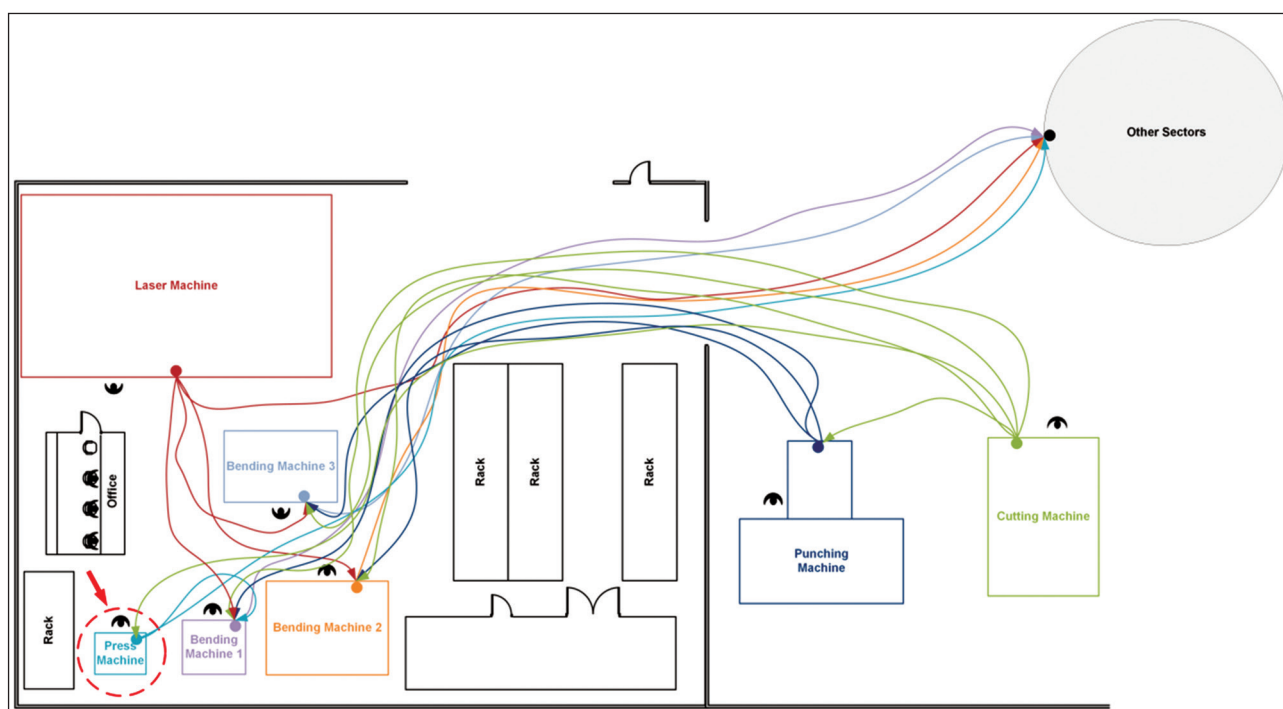 Other Sectors
Laser Machine
Bending Machine 3
Office
Rack
Rack
Rack
Cutting Machine
Punching
Machine
Rack
Press
Machine
Bending
Machine 1
Bending Machine 2